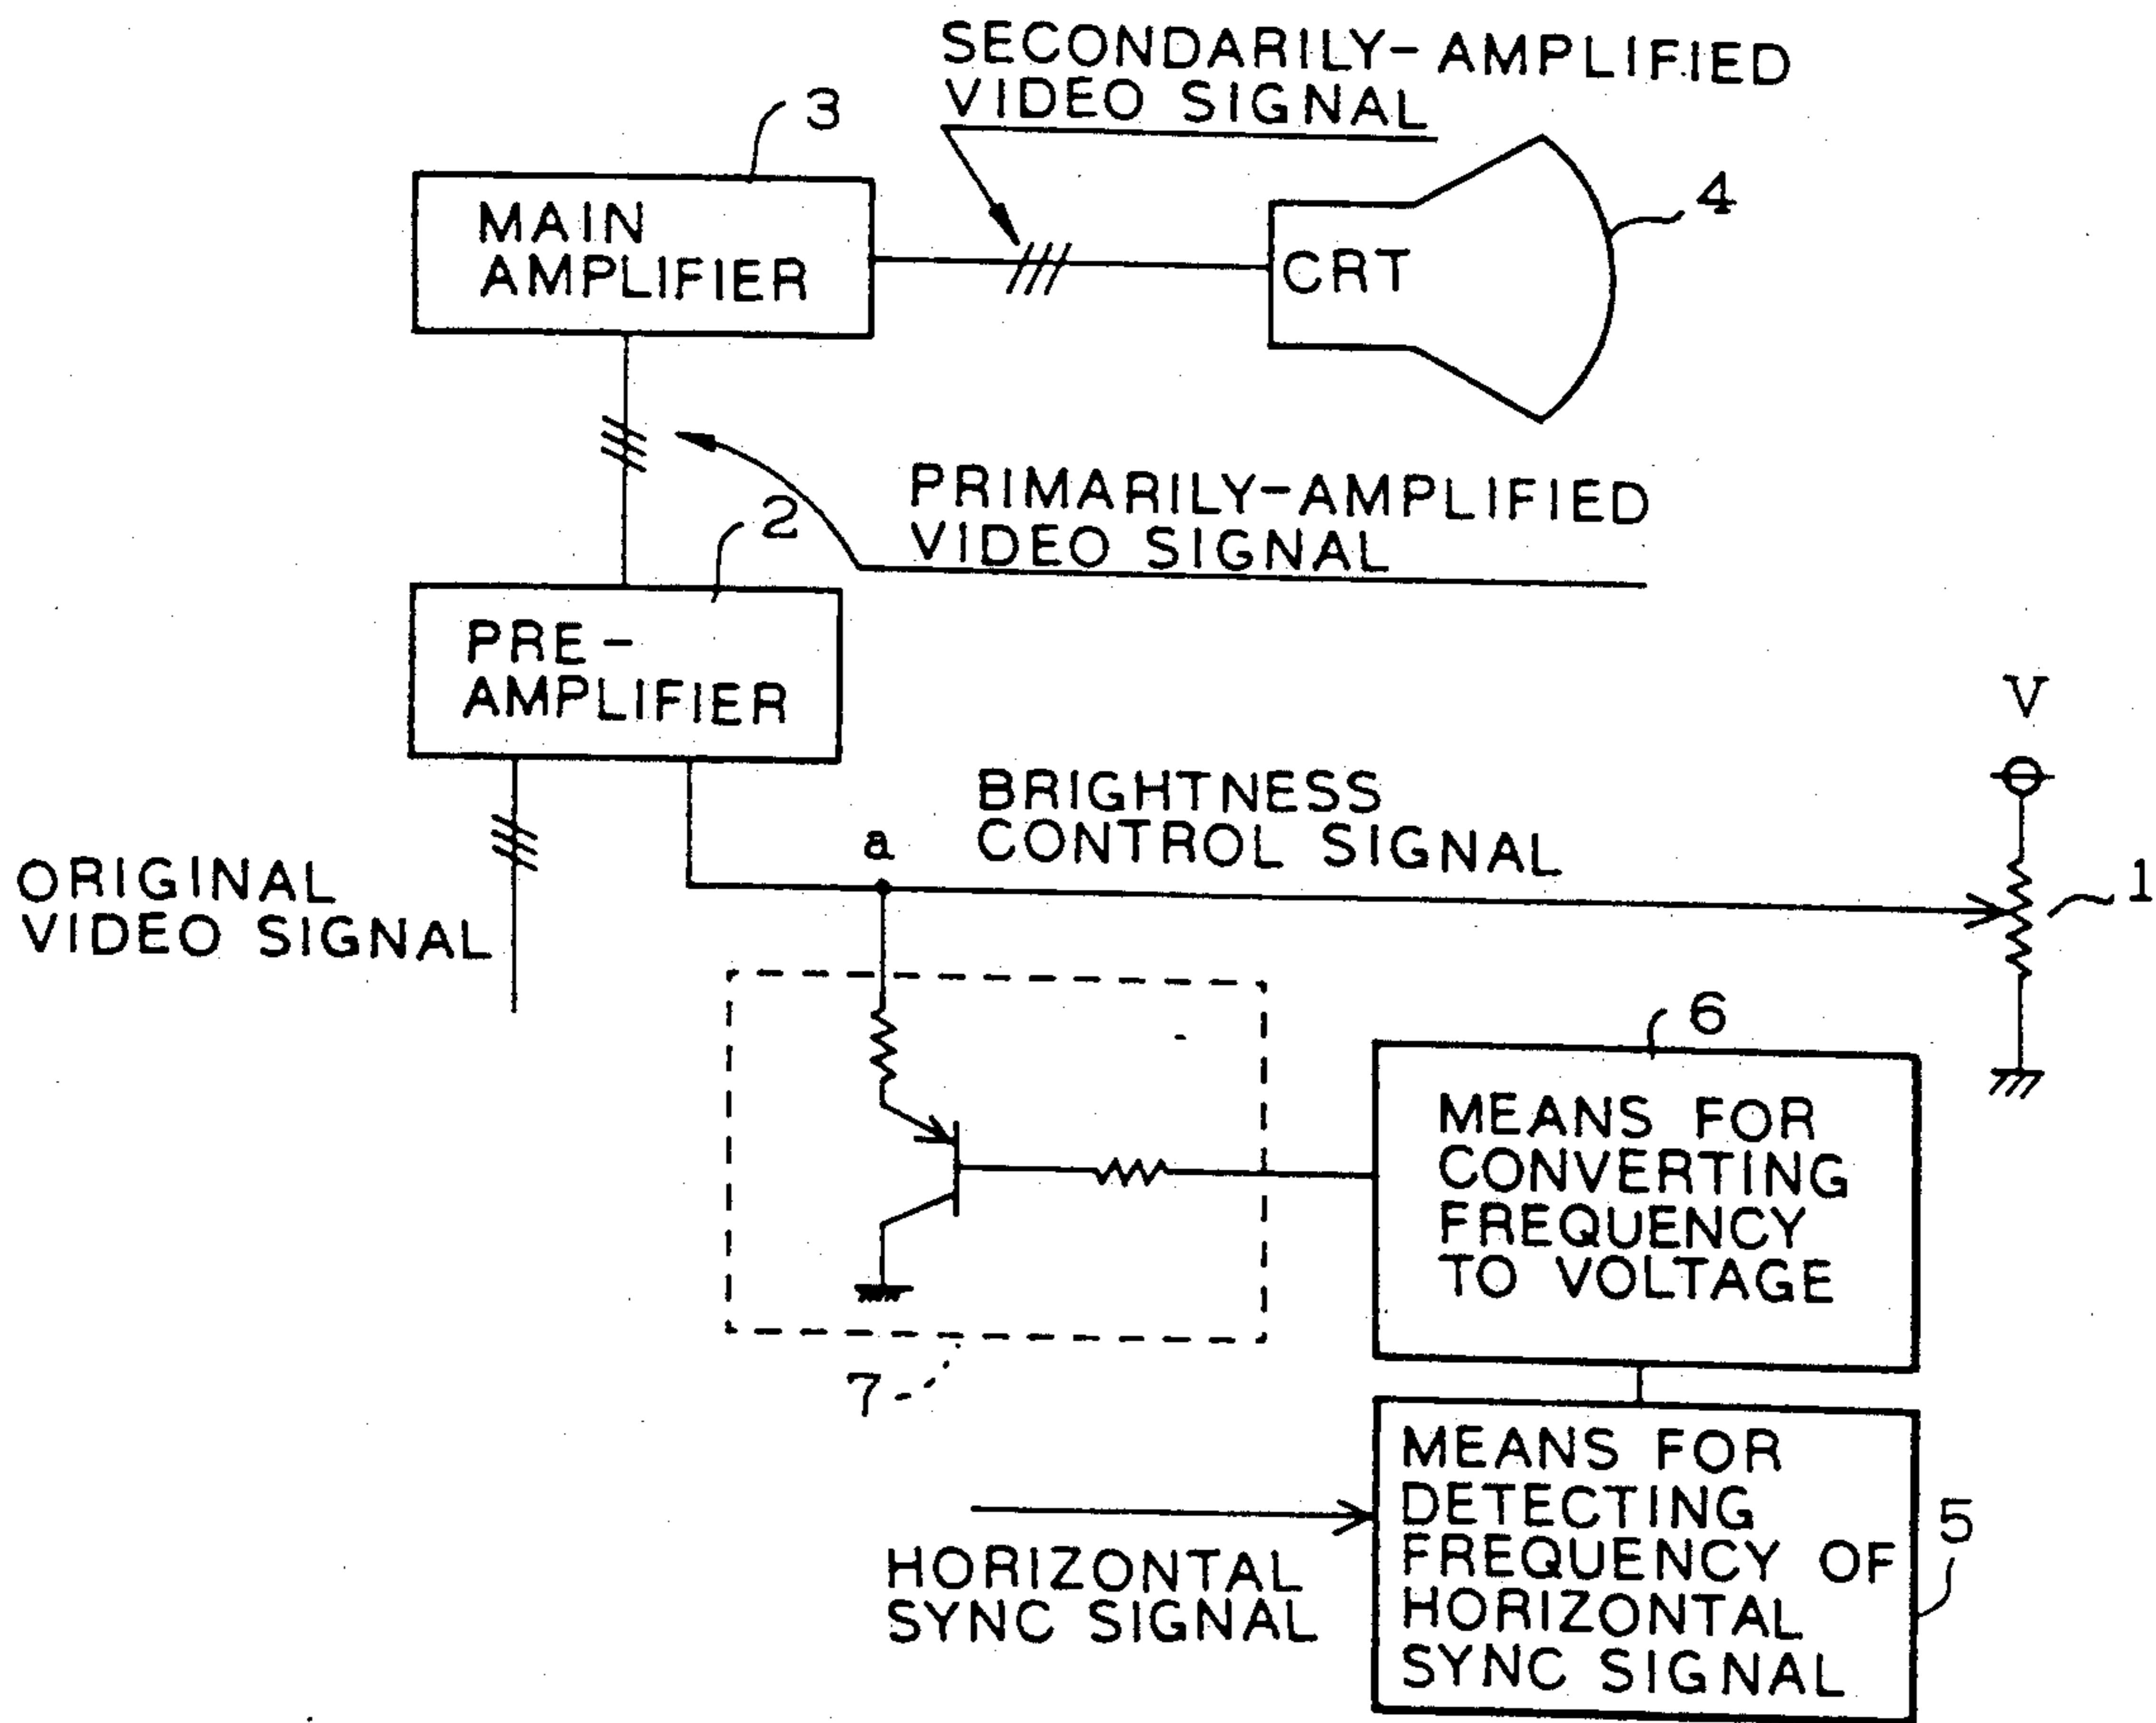 SECONDARILY-AMPLIFIED
VIDEO SIGNAL
3
MAIN
AMPLIFIER
CRT
4
PRIMARILY-AMPLIFIED
VIDEO SIGNAL
2
PRE-
AMPLIFIER
V
BRIGHTNESS
CONTROL SIGNAL
a
1
ORIGINAL
VIDEO SIGNAL
6
MEANS FOR
CONVERTING
FREQUENCY
TO VOLTAGE
7
MEANS FOR
DETECTING
FREQUENCY OF
HORIZONTAL
SYNC SIGNAL
5
HORIZONTAL
SYNC SIGNAL